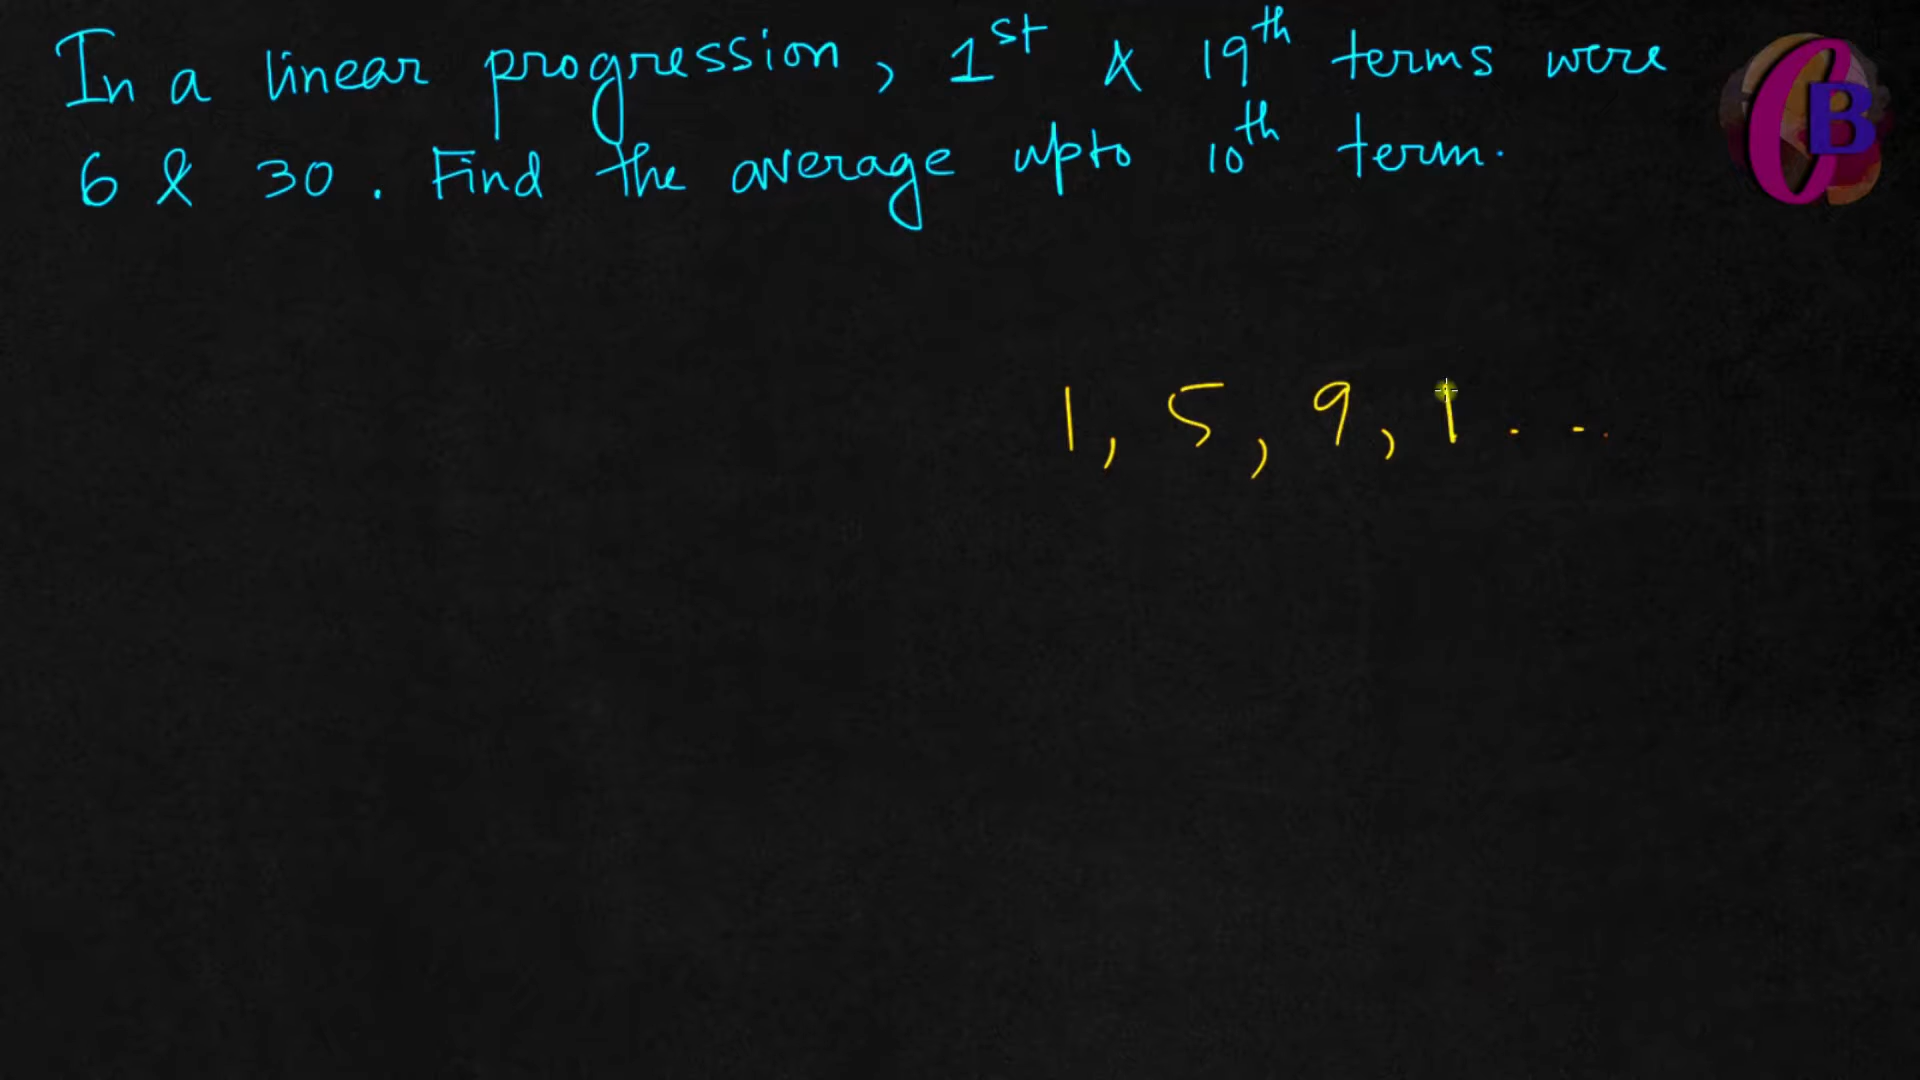 In a linear progression, 1st & 19th terms were
6 & 30. Find the average upto 10th term.
CB
1, 5, 9, 1 . . .